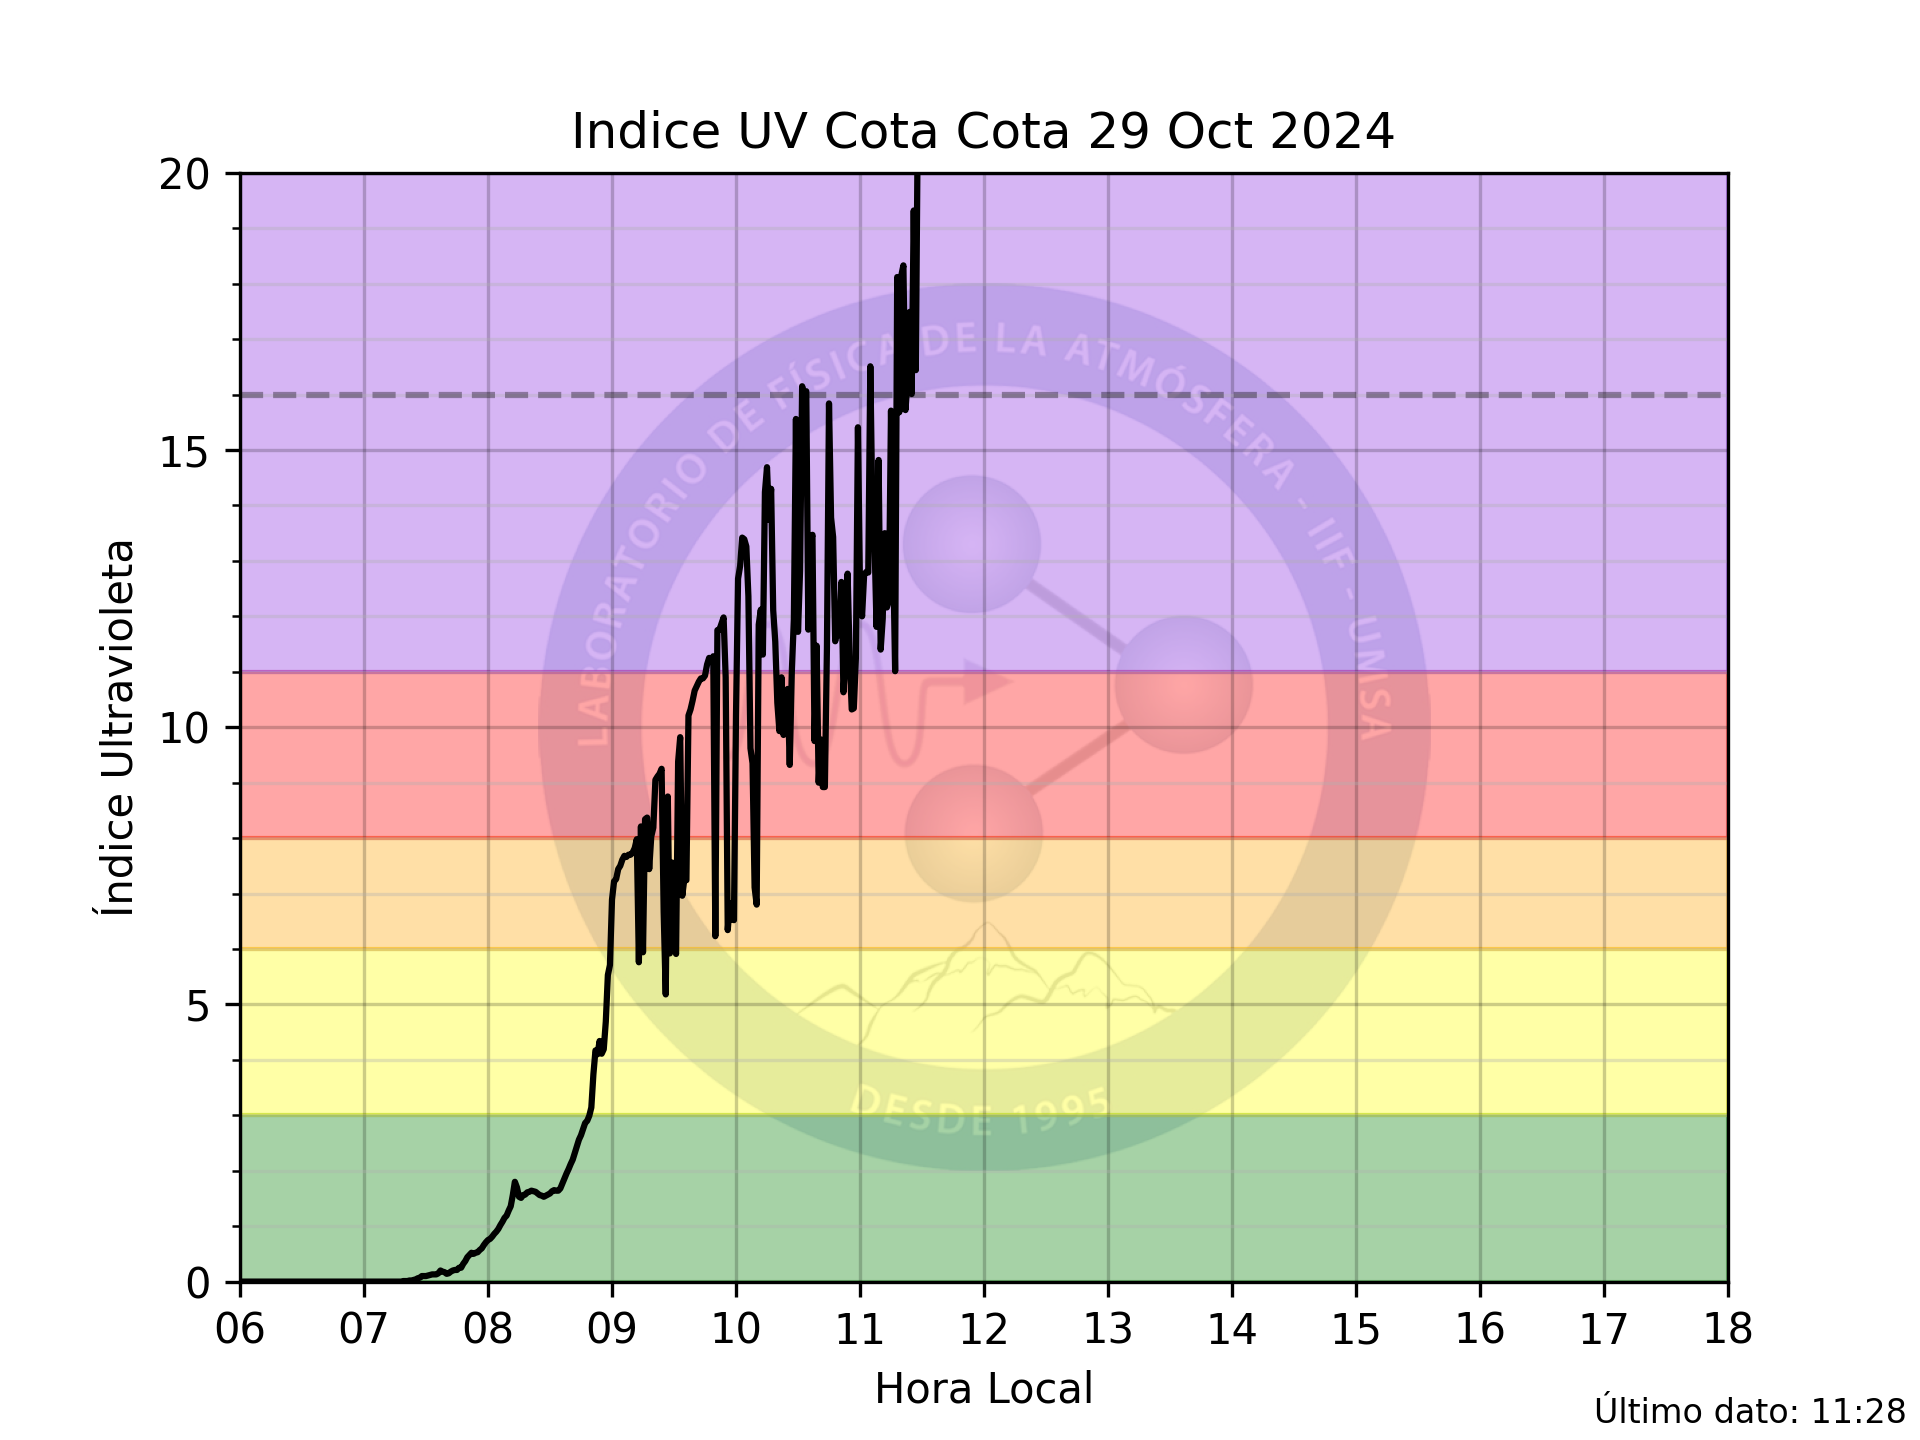 Indice UV Cota Cota 29 Oct 2024
20
15
10
5
0
Índice Ultravioleta
LABORATORIO DE FÍSICA DE LA ATMÓSFERA - IIF - UMSA
DESDE 1995
06 07 08 09 10 11 12 13 14 15 16 17 18
Hora Local
Último dato: 11:28